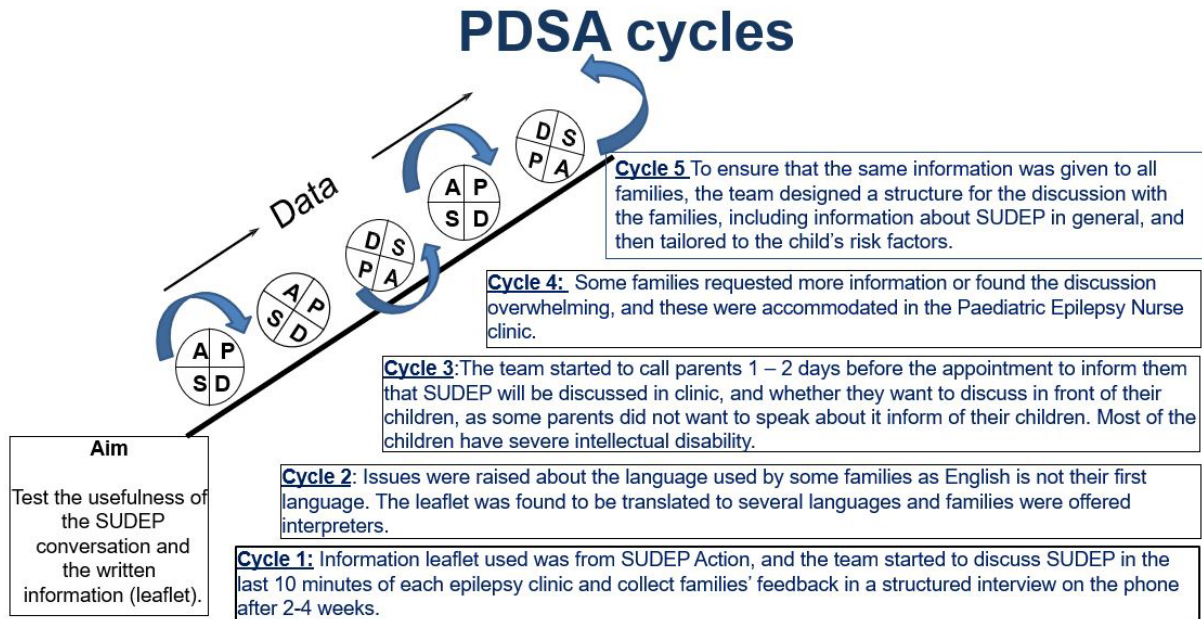 PDSA cycles
Data
A P
S D
A P
S D
D S
P A
A P
S D
D S
P A
Cycle 5 To ensure that the same information was given to all
families, the team designed a structure for the discussion with
the families, including information about SUDEP in general, and
then tailored to the child's risk factors.
Cycle 4: Some families requested more information or found the discussion
overwhelming, and these were accommodated in the Paediatric Epilepsy Nurse
clinic.
Cycle 3:The team started to call parents 1 – 2 days before the appointment to inform them
that SUDEP will be discussed in clinic, and whether they want to discuss in front of their
children, as some parents did not want to speak about it inform of their children. Most of the
children have severe intellectual disability.
Cycle 2: Issues were raised about the language used by some families as English is not their first
language. The leaflet was found to be translated to several languages and families were offered
interpreters.
Cycle 1: Information leaflet used was from SUDEP Action, and the team started to discuss SUDEP in the
last 10 minutes of each epilepsy clinic and collect families' feedback in a structured interview on the phone
after 2-4 weeks.
Aim
Test the usefulness of
the SUDEP
conversation and
the written
information (leaflet).